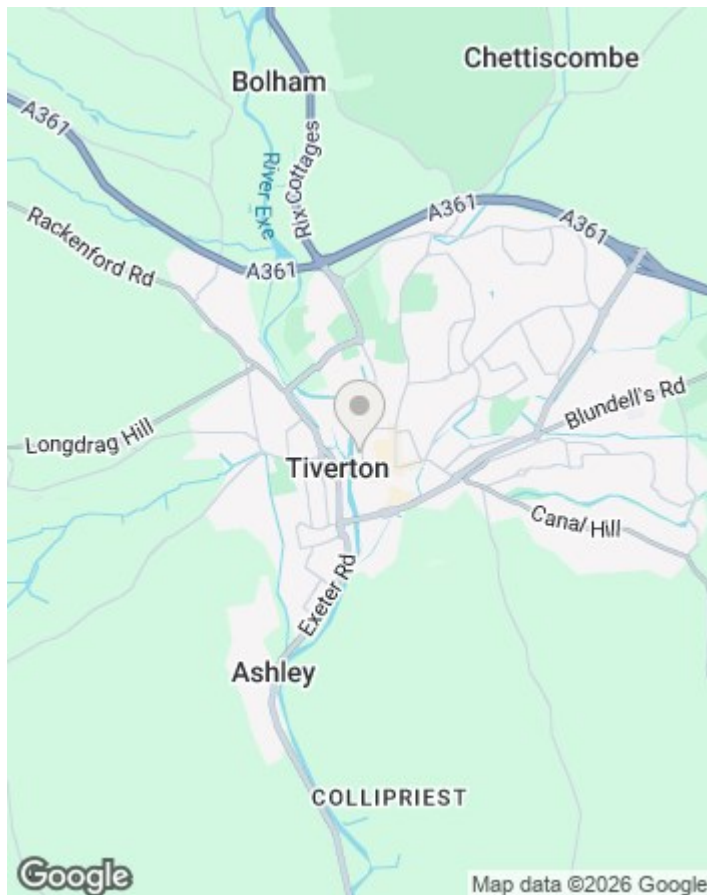 Chettiscombe
Bolham
A361
River Exe
Rix Cottages
A361
A361
Rackenford Rd
A361
Blundell's Rd
Longdrag Hill
Tiverton
Canal Hill
Exeter Rd
Ashley
COLLIPRIEST
Google
Map data ©2026 Google